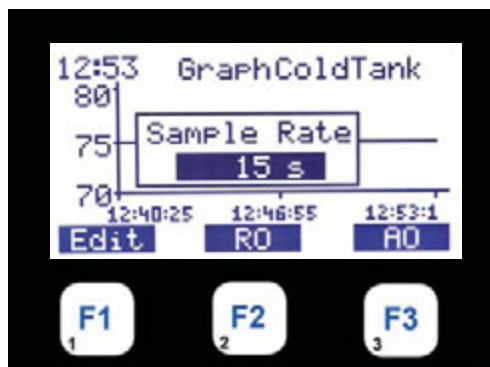 12:53 GraphColdTank
80
75
Sample Rate
15 s
70
12:40:25 12:46:55 12:53:1
Edit RO AO
F1 F2 F3
1 2 3